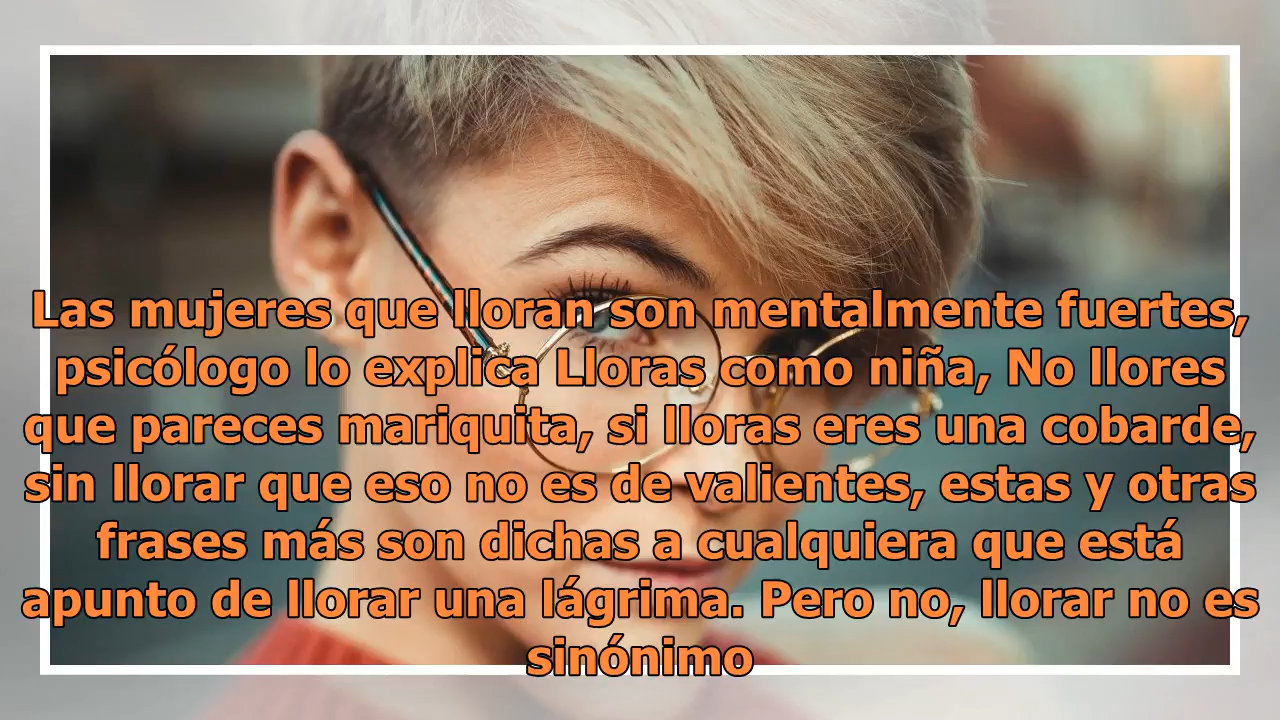 Las mujeres que lloran son mentalmente fuertes,
psicólogo lo explica Lloras como niña, No llores
que pareces mariquita, si lloras eres una cobarde,
sin llorar que eso no es de valientes, estas y otras
frases más son dichas a cualquiera que está
apunto de llorar una lágrima. Pero no, llorar no es
sinónimo